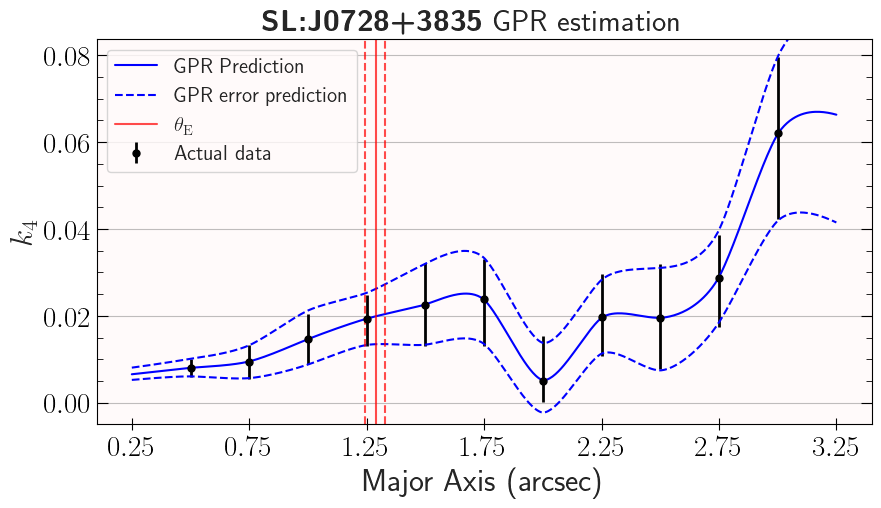 SL:J0728+3835 GPR estimation
GPR Prediction
GPR error prediction
θ_E
Actual data
k_4
0.08
0.06
0.04
0.02
0.00
0.25 0.75 1.25 1.75 2.25 2.75 3.25
Major Axis (arcsec)